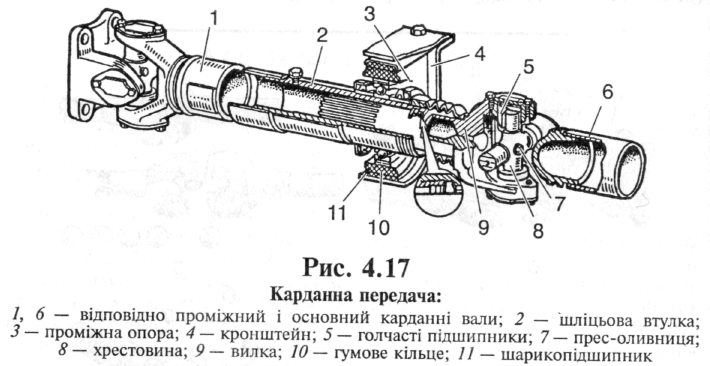 1
2
3
4
5
6
11
10
9
8
7
Рис. 4.17
Карданна передача:
1, 6 — відповідно проміжний і основний карданні вали; 2 — шліцьова втулка;
3 — проміжна опора; 4 — кронштейн; 5 — голчасті підшипники; 7 — прес-оливниця;
8 — хрестовина; 9 — вилка; 10 — гумове кільце; 11 — шарикопідшипник